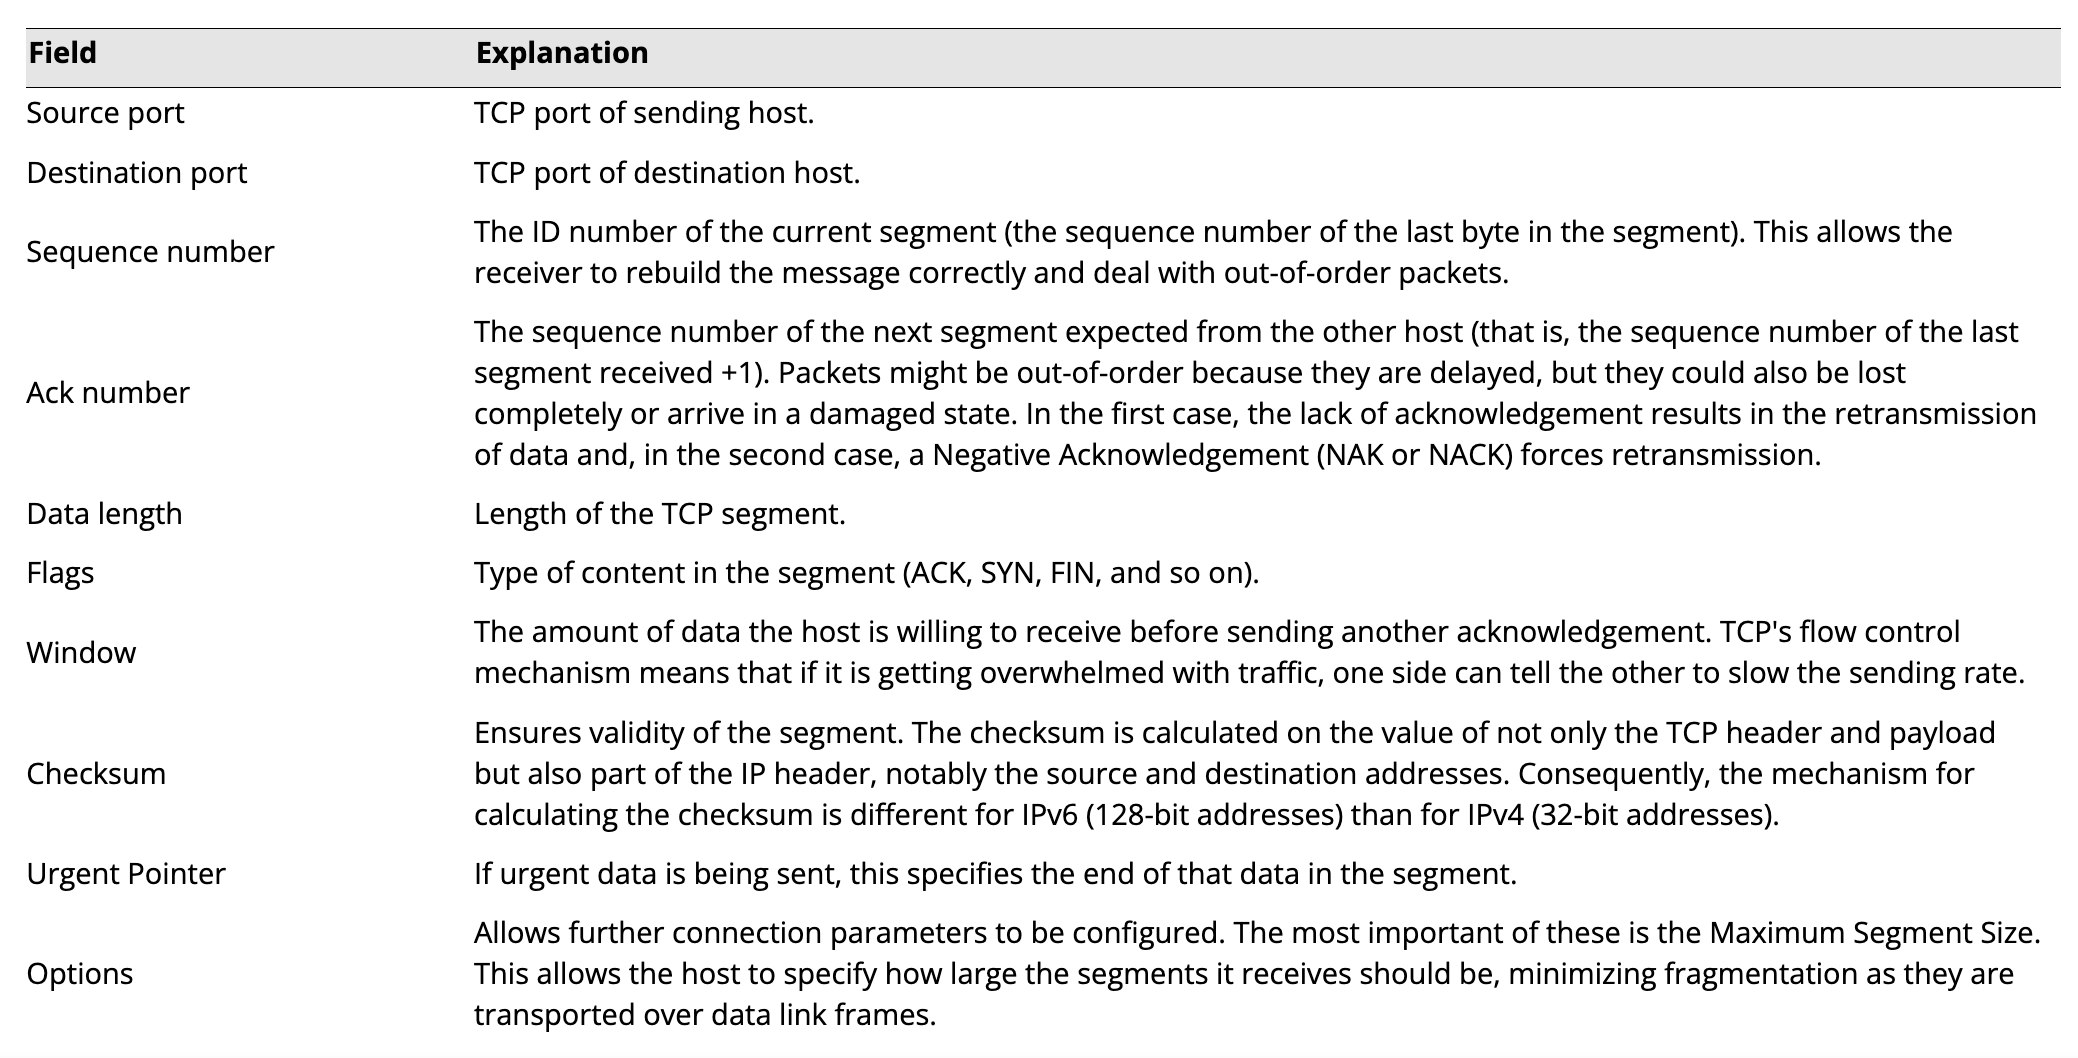 Field Explanation
Source port TCP port of sending host.
Destination port TCP port of destination host.
Sequence number
The ID number of the current segment (the sequence number of the last byte in the segment). This allows the
receiver to rebuild the message correctly and deal with out-of-order packets.
Ack number
The sequence number of the next segment expected from the other host (that is, the sequence number of the last
segment received +1). Packets might be out-of-order because they are delayed, but they could also be lost
completely or arrive in a damaged state. In the first case, the lack of acknowledgement results in the retransmission
of data and, in the second case, a Negative Acknowledgement (NAK or NACK) forces retransmission.
Data length Length of the TCP segment.
Flags Type of content in the segment (ACK, SYN, FIN, and so on).
Window
The amount of data the host is willing to receive before sending another acknowledgement. TCP's flow control
mechanism means that if it is getting overwhelmed with traffic, one side can tell the other to slow the sending rate.
Checksum
Ensures validity of the segment. The checksum is calculated on the value of not only the TCP header and payload
but also part of the IP header, notably the source and destination addresses. Consequently, the mechanism for
calculating the checksum is different for IPv6 (128-bit addresses) than for IPv4 (32-bit addresses).
Urgent Pointer If urgent data is being sent, this specifies the end of that data in the segment.
Options
Allows further connection parameters to be configured. The most important of these is the Maximum Segment Size.
This allows the host to specify how large the segments it receives should be, minimizing fragmentation as they are
transported over data link frames.